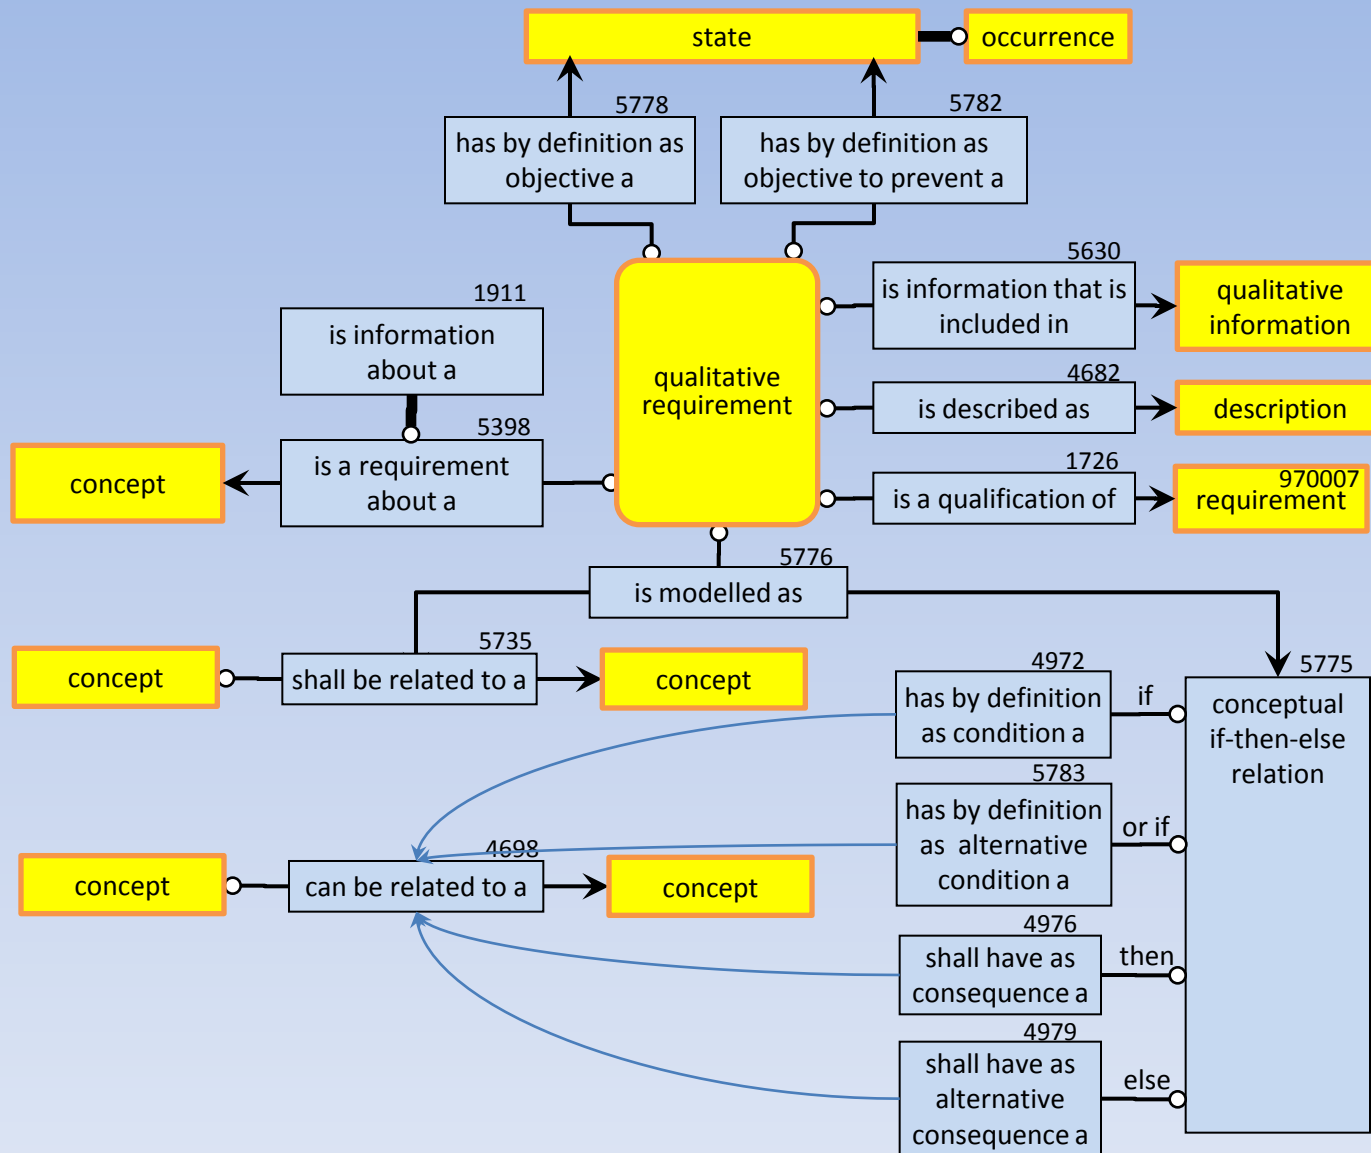 state
occurrence
5778
5782
has by definition as
objective a
has by definition as
objective to prevent a
5630
is information that is
included in
qualitative
information
1911
is information
about a
qualitative
requirement
4682
is described as
description
5398
is a requirement
about a
concept
1726
is a qualification of
970007
requirement
5776
is modelled as
5735
concept
shall be related to a
concept
4972
has by definition
as condition a
if
5775
conceptual
if-then-else
relation
5783
has by definition
as alternative
condition a
or if
4698
concept
can be related to a
concept
4976
shall have as
consequence a
then
4979
shall have as
alternative
consequence a
else